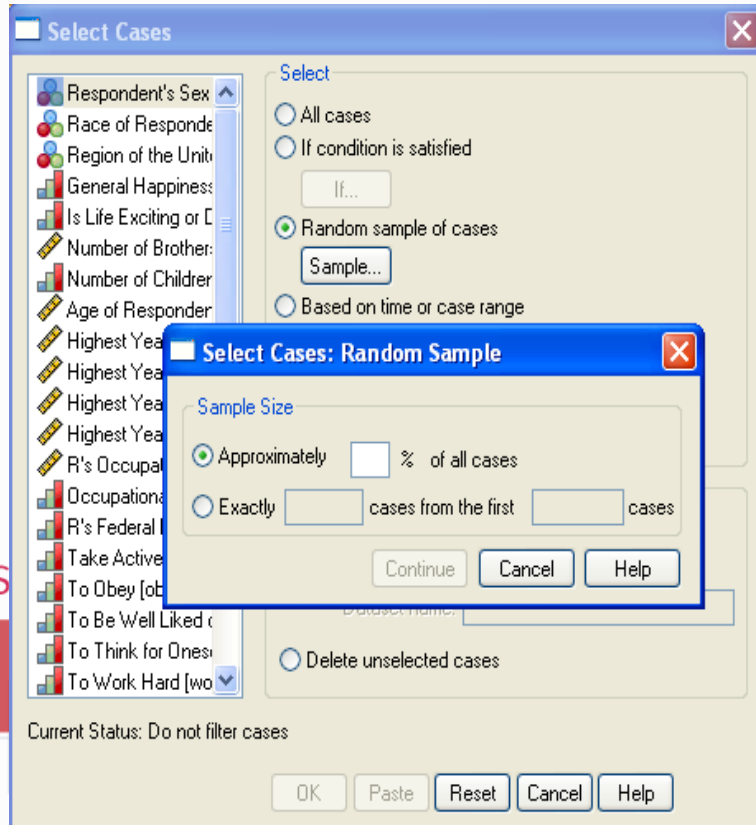 Select Cases
Respondent's Sex
Race of Responde
Region of the Unit
General Happiness
Is Life Exciting or D
Number of Brother
Number of Children
Age of Responden
Highest Yea
Highest Yea
Highest Yea
Highest Yea
R's Occupat
Occupationa
R's Federal I
Take Active
To Obey [ob
To Be Well Liked
To Think for Ones
To Work Hard [wo
Select
All cases
If condition is satisfied
If...
Random sample of cases
Sample...
Based on time or case range
Select Cases: Random Sample
Sample Size
Approximately % of all cases
Exactly cases from the first cases
Continue Cancel Help
Dataset name:
Delete unselected cases
Current Status: Do not filter cases
OK Paste Reset Cancel Help
S